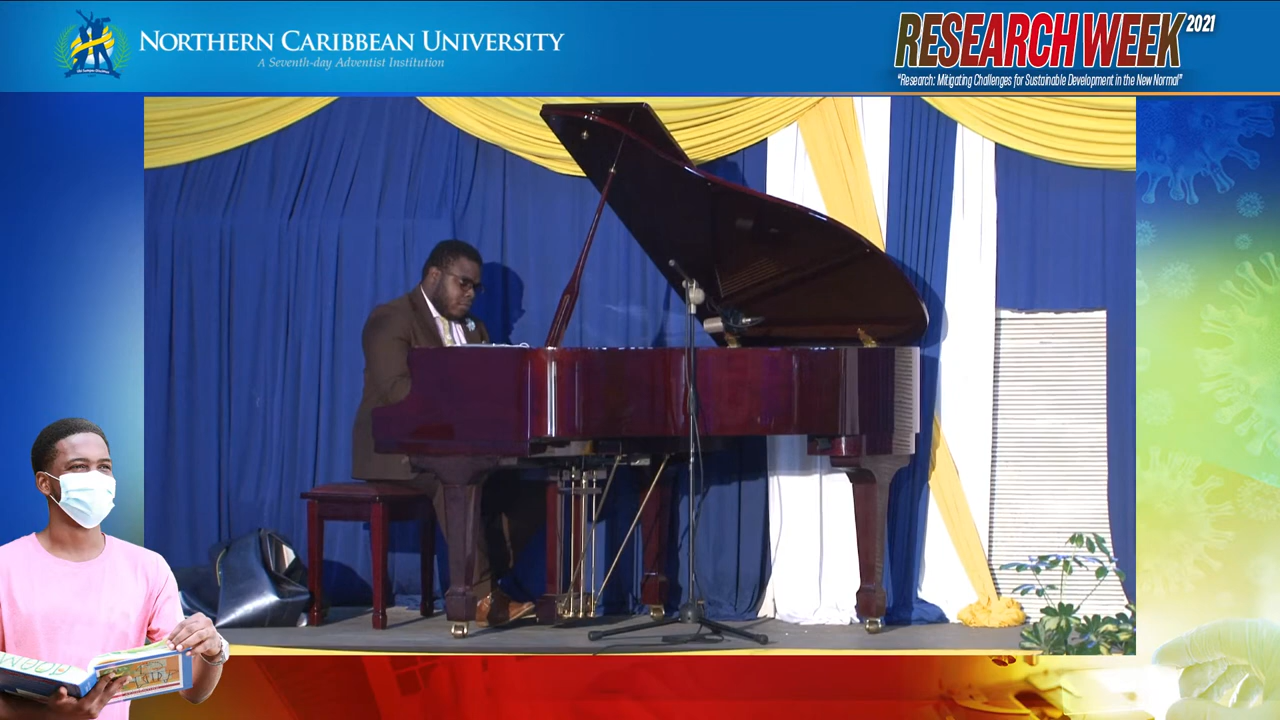 NORTHERN CARIBBEAN UNIVERSITY
A Seventh-day Adventist Institution
RESEARCH WEEK 2021
"Research: Mitigating Challenges for Sustainable Development in the New Normal"